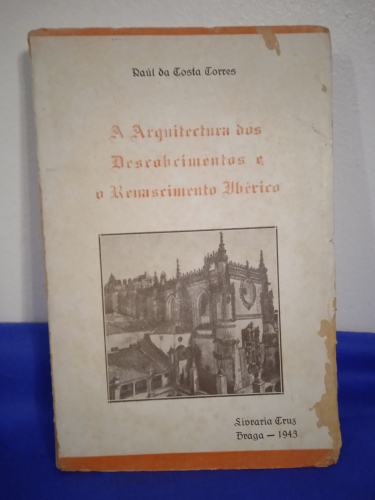 Raúl da Costa Torres
A Arquitectura dos
Descobrimentos e
o Renascimento Ibérico
Livraria Cruz
Braga — 1943